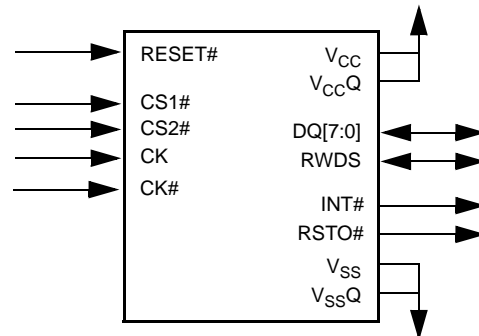 RESET#
CS1#
CS2#
CK
CK#
VCC
VCCQ
DQ[7:0]
RWDS
INT#
RSTO#
VSS
VSSQ